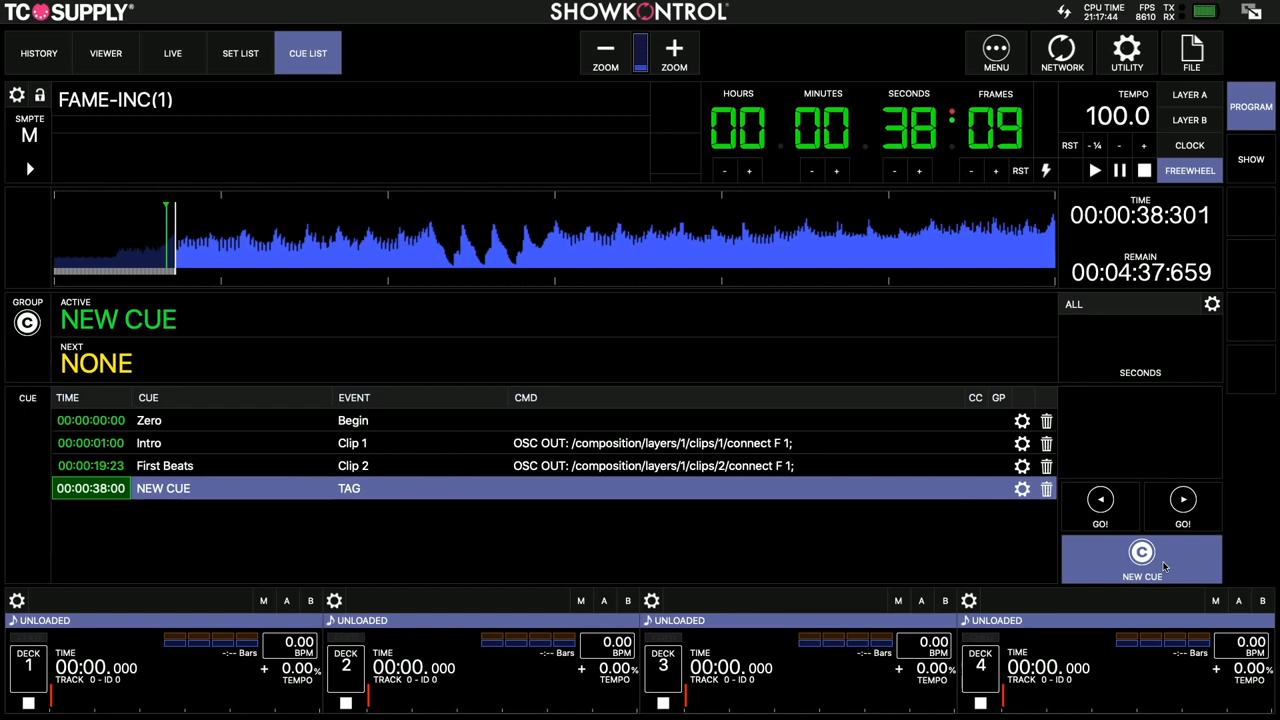 TC SUPPLY
SHOWKONTROL
CPU TIME
21:17:44
FPS
8610
TX
RX
HISTORY
VIEWER
LIVE
SET LIST
CUE LIST
ZOOM
ZOOM
MENU
NETWORK
UTILITY
FILE
SMPTE
M
FAME-INC(1)
HOURS
MINUTES
SECONDS
FRAMES
00 . 00 . 38 : 09
- +
- +
- +
- +
RST
TEMPO
100.0
RST -¼ - +
LAYER A
LAYER B
CLOCK
FREEWHEEL
PROGRAM
SHOW
TIME
00:00:38:301
REMAIN
00:04:37:659
GROUP
C
ACTIVE
NEW CUE
NEXT
NONE
ALL
SECONDS
CUE
TIME CUE EVENT CMD CC GP
00:00:00:00 Zero Begin
00:00:01:00 Intro Clip 1 OSC OUT: /composition/layers/1/clips/1/connect F 1;
00:00:19:23 First Beats Clip 2 OSC OUT: /composition/layers/1/clips/2/connect F 1;
00:00:38:00 NEW CUE TAG
GO!
GO!
C
NEW CUE
M A B
M A B
M A B
M A B
UNLOADED
UNLOADED
UNLOADED
UNLOADED
DECK
1
TIME
00:00.000
TRACK 0 - ID 0
-:-- Bars
0.00
BPM
+ 0.00%
TEMPO
DECK
2
TIME
00:00.000
TRACK 0 - ID 0
-:-- Bars
0.00
BPM
+ 0.00%
TEMPO
DECK
3
TIME
00:00.000
TRACK 0 - ID 0
-:-- Bars
0.00
BPM
+ 0.00%
TEMPO
DECK
4
TIME
00:00.000
TRACK 0 - ID 0
-:-- Bars
0.00
BPM
+ 0.00%
TEMPO